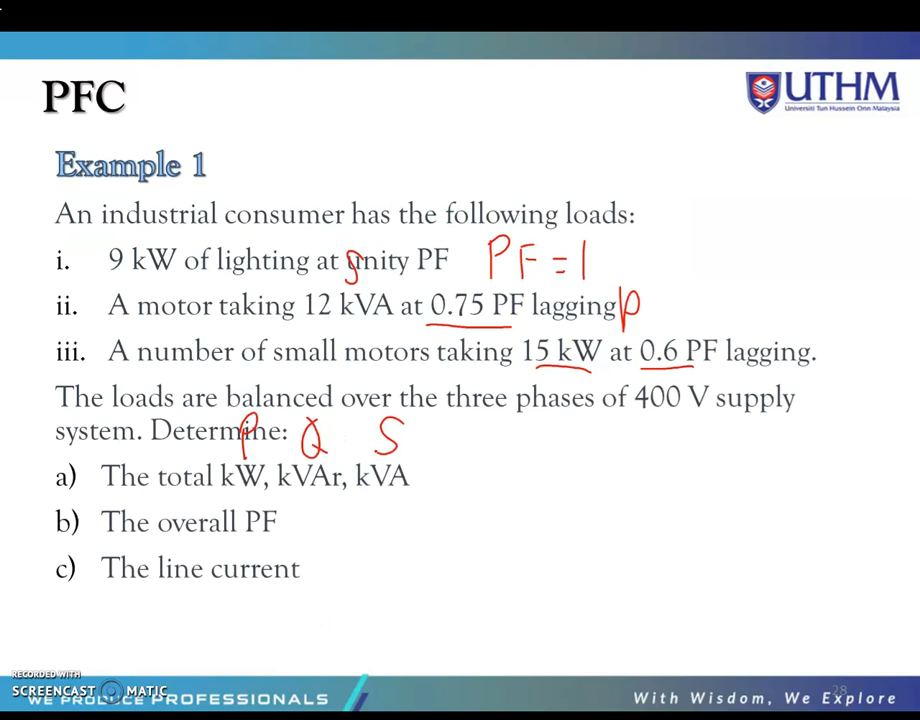 PFC
UTHM
Universiti Tun Hussein Onn Malaysia
Example 1
An industrial consumer has the following loads:
i. 9 kW of lighting at unity PF PF = 1
S
ii. A motor taking 12 kVA at 0.75 PF lagging P
iii. A number of small motors taking 15 kW at 0.6 PF lagging.
The loads are balanced over the three phases of 400 V supply
system. Determine:
P Q S
a) The total kW, kVAr, kVA
b) The overall PF
c) The line current
RECORDED WITH
SCREENCAST MATIC
WE PRODUCE PROFESSIONALS
With Wisdom, We Explore
28